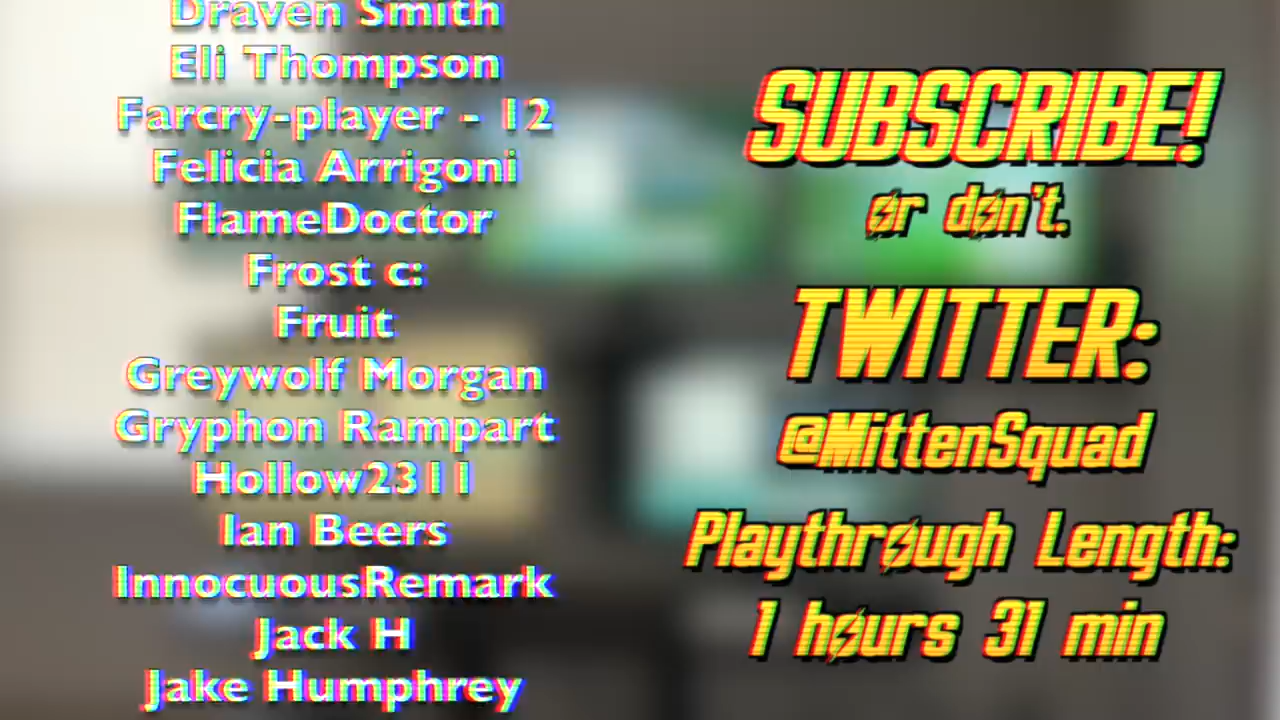 Draven Smith
Eli Thompson
Farcry-player - 12
Felicia Arrigoni
FlameDoctor
Frost c:
Fruit
Greywolf Morgan
Gryphon Rampart
Hollow2311
Ian Beers
InnocuousRemark
Jack H
Jake Humphrey
SUBSCRIBE!
or don't.
TWITTER:
@MittenSquad
Playthrough Length:
1 hours 31 min